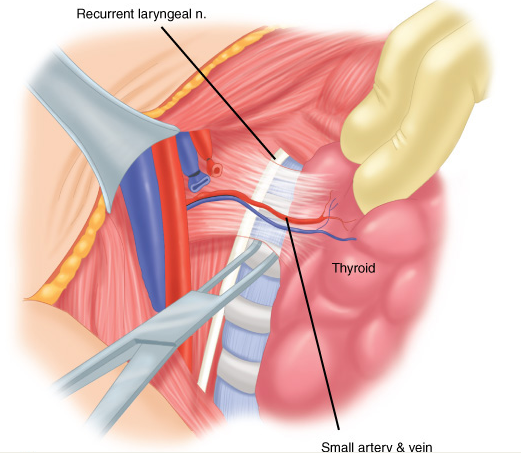 Recurrent laryngeal n.
Thyroid
Small artery & vein